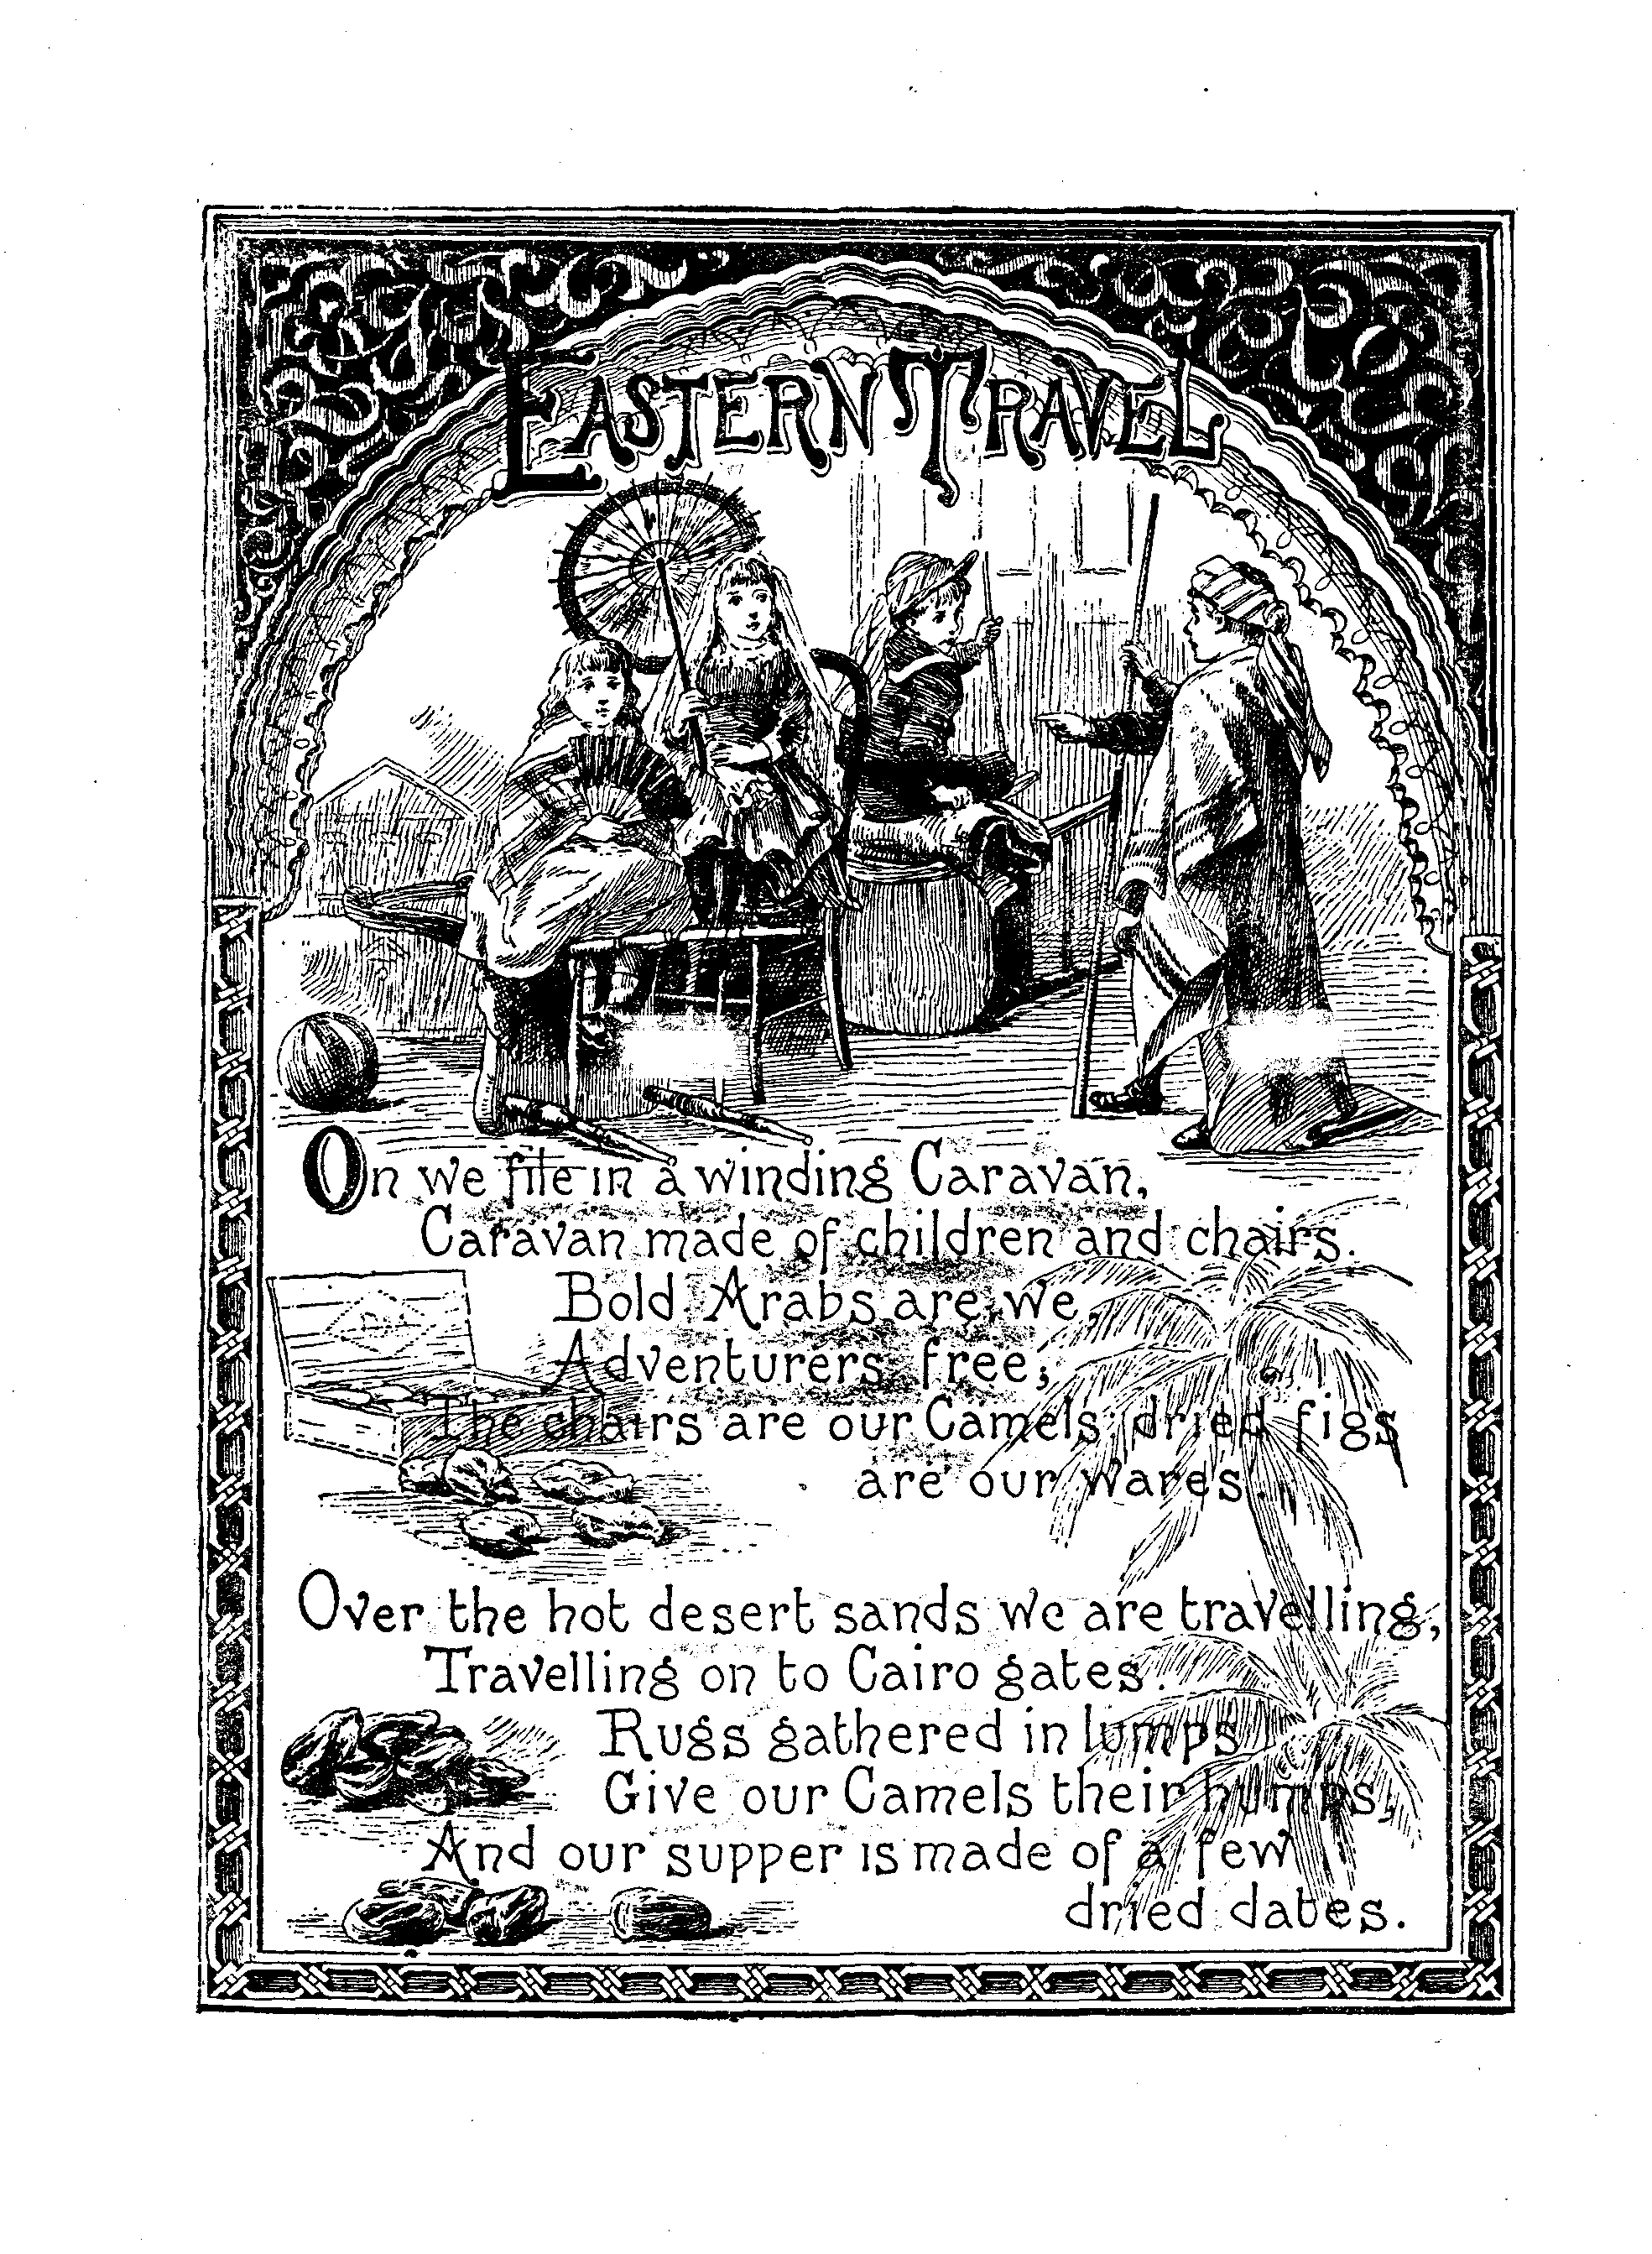 EASTERN TRAVEL
On we file in a winding Caravan,
Caravan made of children and chairs.
Bold Arabs are we,
Adventurers free;
The chairs are our Camels, dried figs
are our wares.
Over the hot desert sands we are travelling,
Travelling on to Cairo gates.
Rugs gathered in lumps
Give our Camels their humps,
And our supper is made of a few
dried dates.